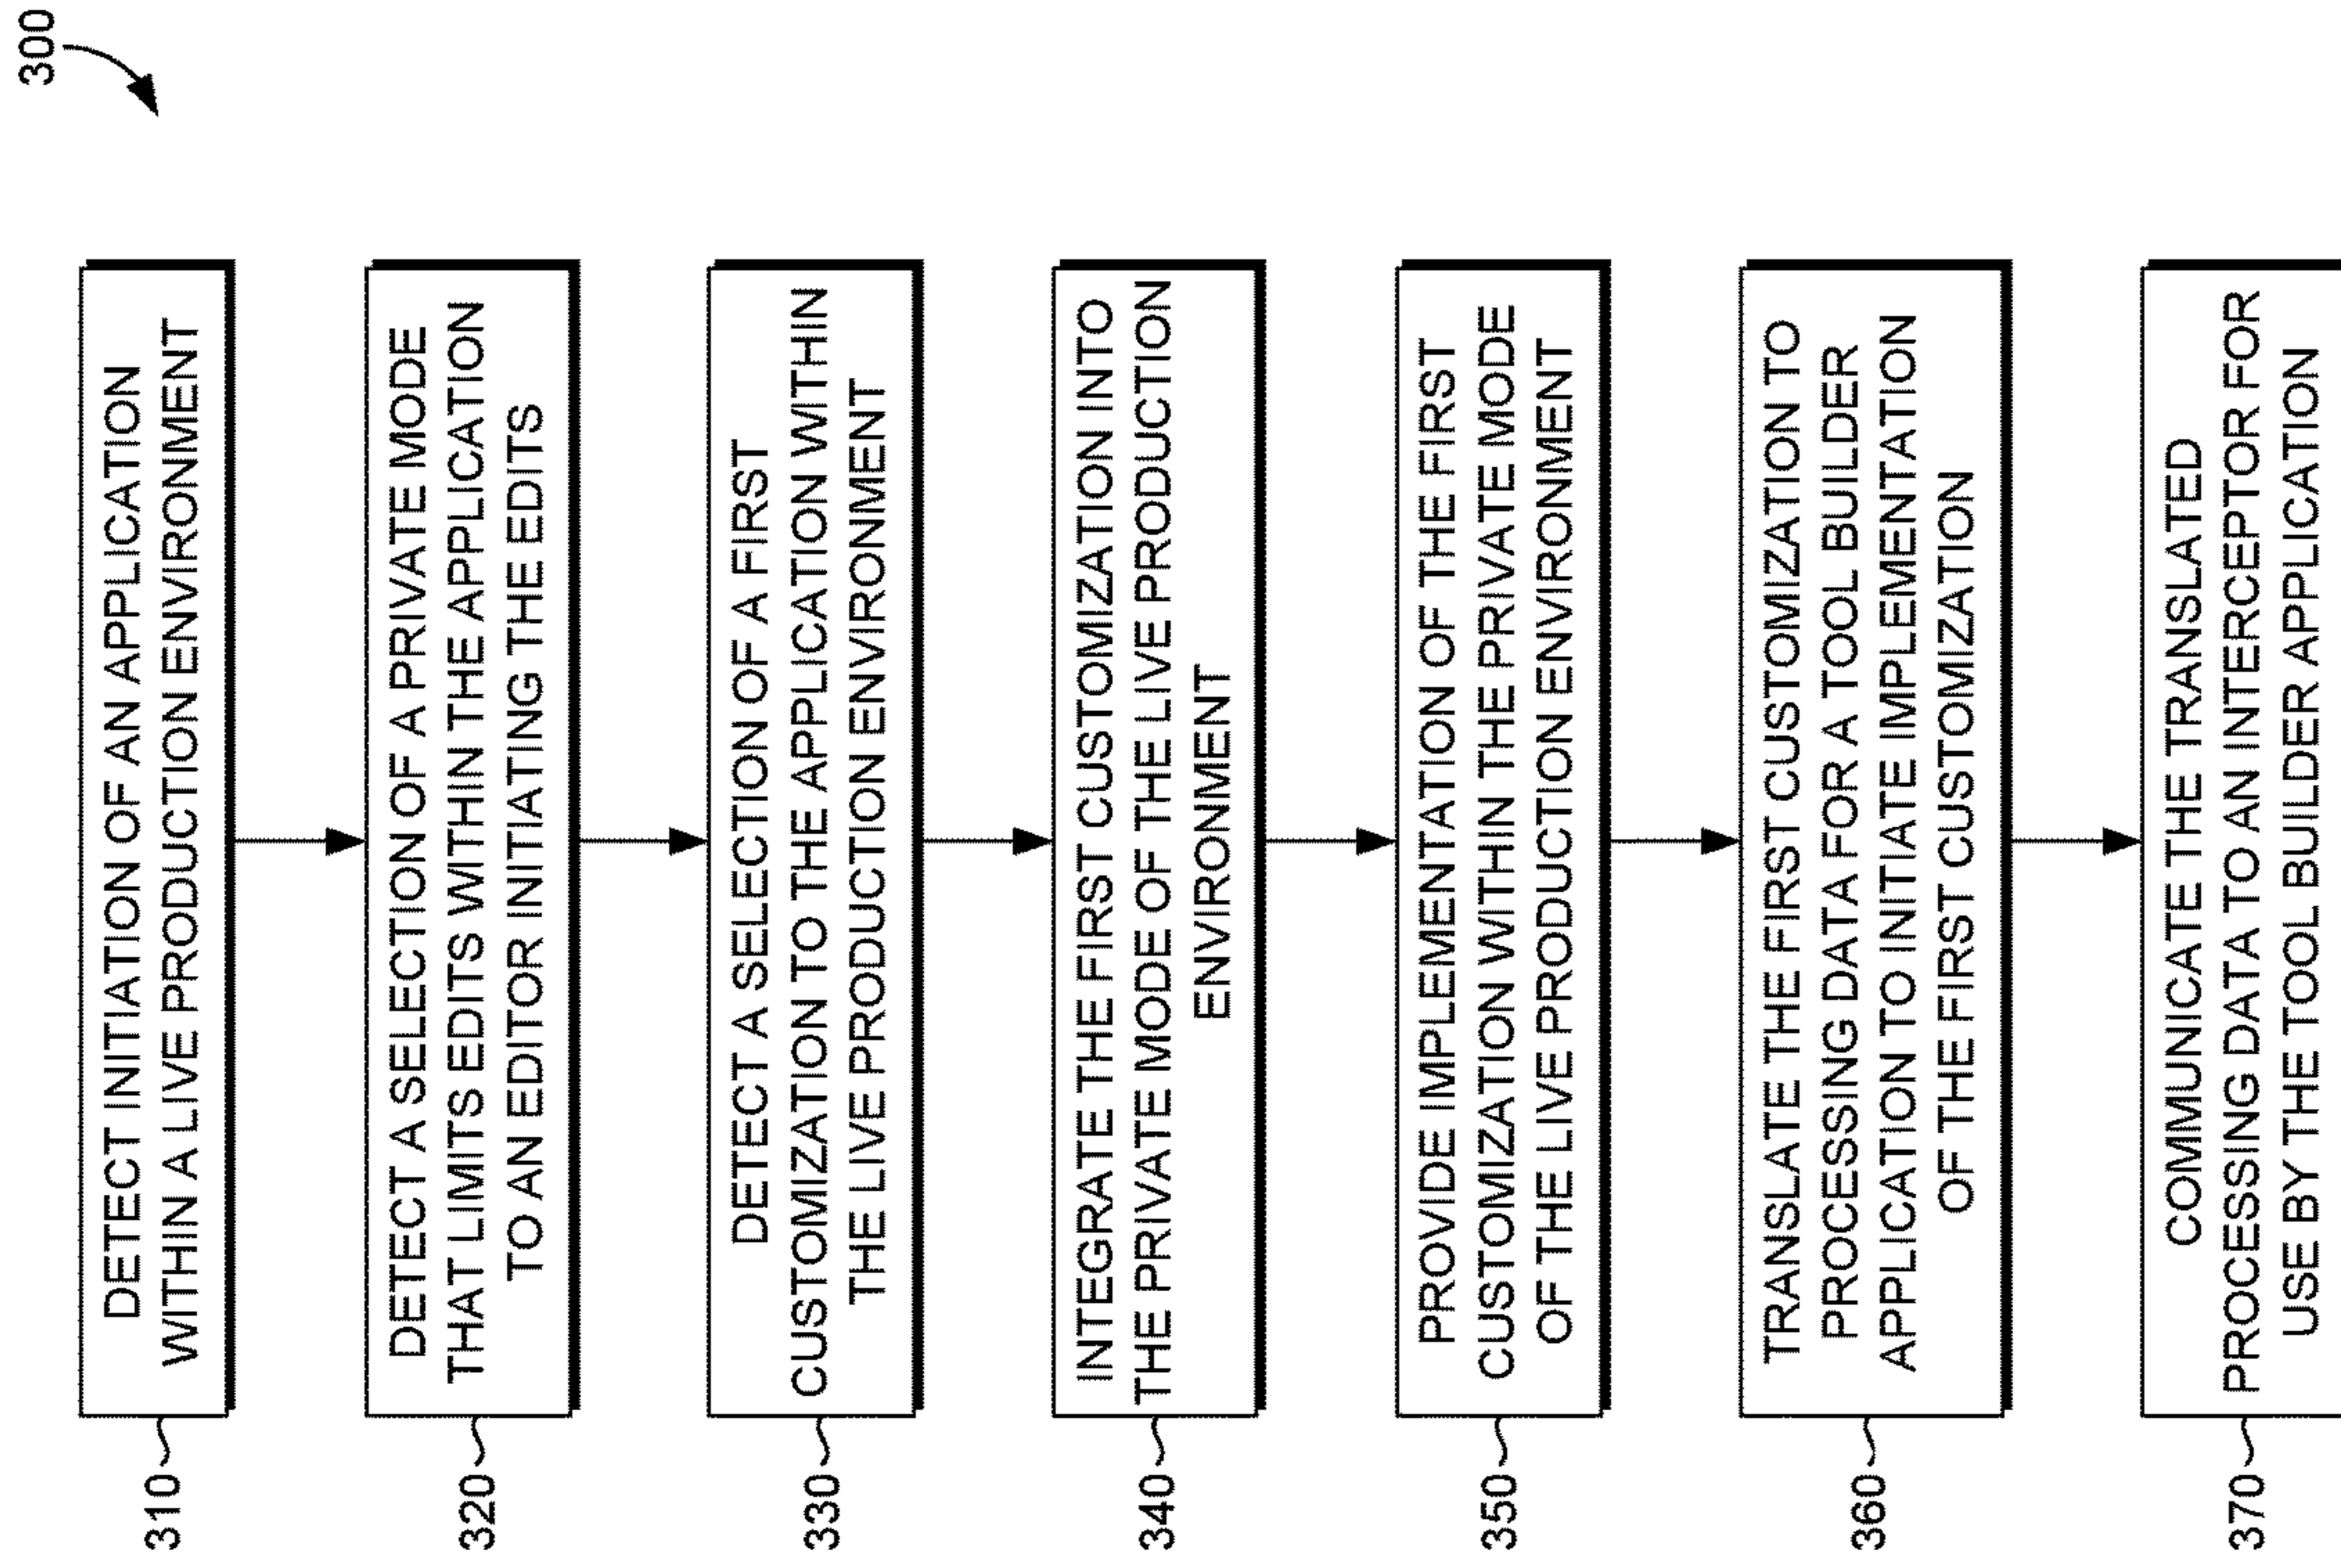 300
310
DETECT INITIATION OF AN APPLICATION
WITHIN A LIVE PRODUCTION ENVIRONMENT
320
DETECT A SELECTION OF A PRIVATE MODE
THAT LIMITS EDITS WITHIN THE APPLICATION
TO AN EDITOR INITIATING THE EDITS
330
DETECT A SELECTION OF A FIRST
CUSTOMIZATION TO THE APPLICATION WITHIN
THE LIVE PRODUCTION ENVIRONMENT
340
INTEGRATE THE FIRST CUSTOMIZATION INTO
THE PRIVATE MODE OF THE LIVE PRODUCTION
ENVIRONMENT
350
PROVIDE IMPLEMENTATION OF THE FIRST
CUSTOMIZATION WITHIN THE PRIVATE MODE
OF THE LIVE PRODUCTION ENVIRONMENT
360
TRANSLATE THE FIRST CUSTOMIZATION TO
PROCESSING DATA FOR A TOOL BUILDER
APPLICATION TO INITIATE IMPLEMENTATION
OF THE FIRST CUSTOMIZATION
370
COMMUNICATE THE TRANSLATED
PROCESSING DATA TO AN INTERCEPTOR FOR
USE BY THE TOOL BUILDER APPLICATION